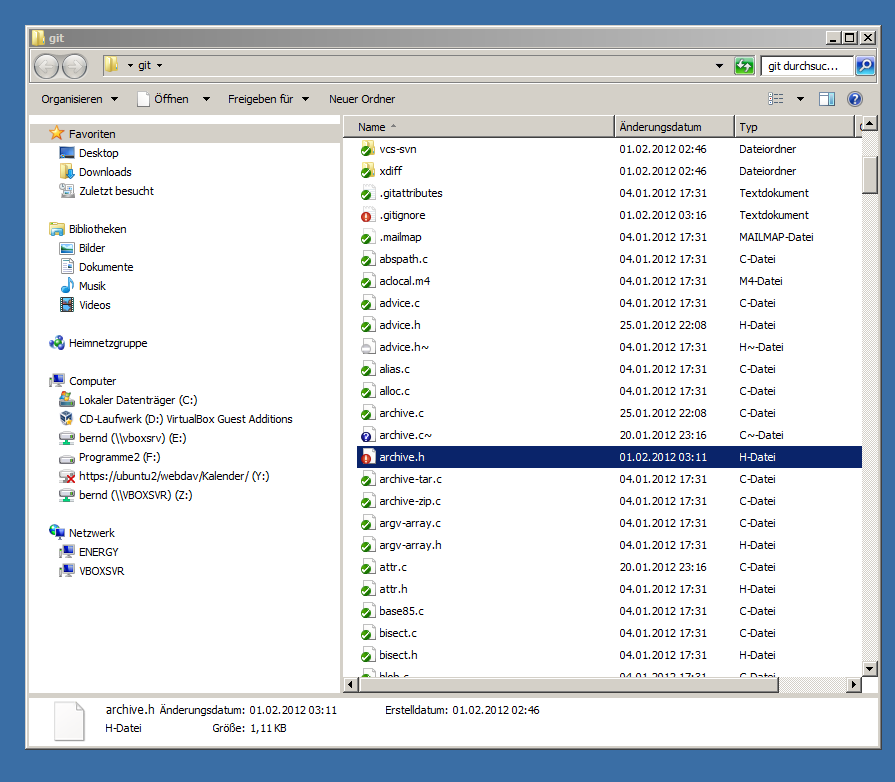 git
git
git durchsuc...
Organisieren Öffnen Freigeben für Neuer Ordner
Favoriten
Desktop
Downloads
Zuletzt besucht
Bibliotheken
Bilder
Dokumente
Musik
Videos
Heimnetzgruppe
Computer
Lokaler Datenträger (C:)
CD-Laufwerk (D:) VirtualBox Guest Additions
bernd (\\vboxsrv) (E:)
Programme2 (F:)
https://ubuntu2/webdav/Kalender/ (Y:)
bernd (\\VBOXSVR) (Z:)
Netzwerk
ENERGY
VBOXSVR
Name Änderungsdatum Typ
vcs-svn 01.02.2012 02:46 Dateiordner
xdiff 01.02.2012 02:46 Dateiordner
.gitattributes 04.01.2012 17:31 Textdokument
.gitignore 01.02.2012 03:16 Textdokument
.mailmap 04.01.2012 17:31 MAILMAP-Datei
abspath.c 04.01.2012 17:31 C-Datei
aclocal.m4 04.01.2012 17:31 M4-Datei
advice.c 04.01.2012 17:31 C-Datei
advice.h 25.01.2012 22:08 H-Datei
advice.h~ 04.01.2012 17:31 H~-Datei
alias.c 04.01.2012 17:31 C-Datei
alloc.c 04.01.2012 17:31 C-Datei
archive.c 25.01.2012 22:08 C-Datei
archive.c~ 20.01.2012 23:16 C~-Datei
archive.h 01.02.2012 03:11 H-Datei
archive-tar.c 04.01.2012 17:31 C-Datei
archive-zip.c 04.01.2012 17:31 C-Datei
argv-array.c 04.01.2012 17:31 C-Datei
argv-array.h 04.01.2012 17:31 H-Datei
attr.c 20.01.2012 23:16 C-Datei
attr.h 04.01.2012 17:31 H-Datei
base85.c 04.01.2012 17:31 C-Datei
bisect.c 04.01.2012 17:31 C-Datei
bisect.h 04.01.2012 17:31 H-Datei
blob.c 04.01.2012 17:31 C-Datei
archive.h Änderungsdatum: 01.02.2012 03:11 Erstelldatum: 01.02.2012 02:46
H-Datei Größe: 1,11 KB